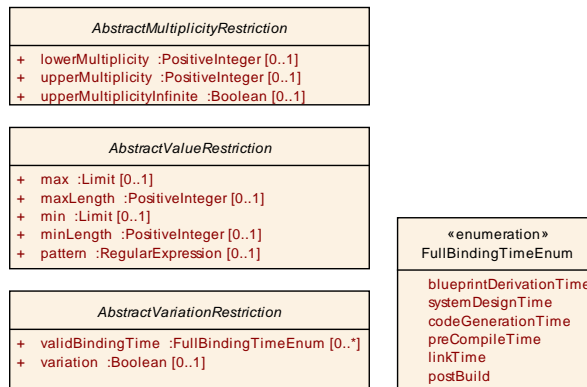 AbstractMultiplicityRestriction
+ lowerMultiplicity :PositiveInteger [0..1]
+ upperMultiplicity :PositiveInteger [0..1]
+ upperMultiplicityInfinite :Boolean [0..1]
AbstractValueRestriction
+ max :Limit [0..1]
+ maxLength :PositiveInteger [0..1]
+ min :Limit [0..1]
+ minLength :PositiveInteger [0..1]
+ pattern :RegularExpression [0..1]
AbstractVariationRestriction
+ validBindingTime :FullBindingTimeEnum [0..*]
+ variation :Boolean [0..1]
«enumeration»
FullBindingTimeEnum
blueprintDerivationTime
systemDesignTime
codeGenerationTime
preCompileTime
linkTime
postBuild